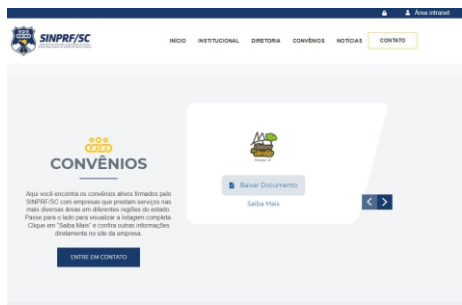 Área intranet
SINPRF/SC
INÍCIO INSTITUCIONAL DIRETORIA CONVÊNIOS NOTÍCIAS CONTATO
CONVÊNIOS
Aqui você encontra os convênios ativos firmados pelo
SINPRF/SC com empresas que prestam serviços nas
mais diversas áreas em diferentes regiões do estado.
Passe para o lado para visualizar a listagem completa.
Clique em "Saiba Mais" e confira outras informações
diretamente no site da empresa.
ENTRE EM CONTATO
Baixar Documento
Saiba Mais